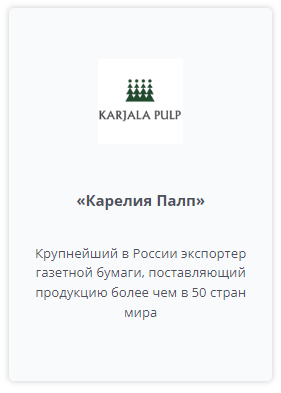 KARJALA PULP
«Карелия Палп»
Крупнейший в России экспортер
газетной бумаги, поставляющий
продукцию более чем в 50 стран
мира